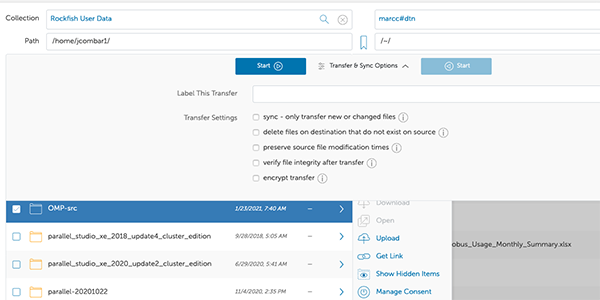 Collection Rockfish User Data marcc#dtn
Path /home/jcombar1/ /~/
Start Transfer & Sync Options Start
Label This Transfer
Transfer Settings sync - only transfer new or changed files
delete files on destination that do not exist on source
preserve source file modification times
verify file integrity after transfer
encrypt transfer
OMP-src 1/23/2021, 7:40 AM –
Download
Open
parallel_studio_xe_2018_update4_cluster_edition 9/28/2018, 5:05 AM –
Upload
obus_Usage_Monthly_Summary.xlsx
Get Link
parallel_studio_xe_2020_update2_cluster_edition 6/29/2020, 5:41 AM –
Show Hidden Items
parallel-20201022 11/4/2020, 2:35 PM –
Manage Consent